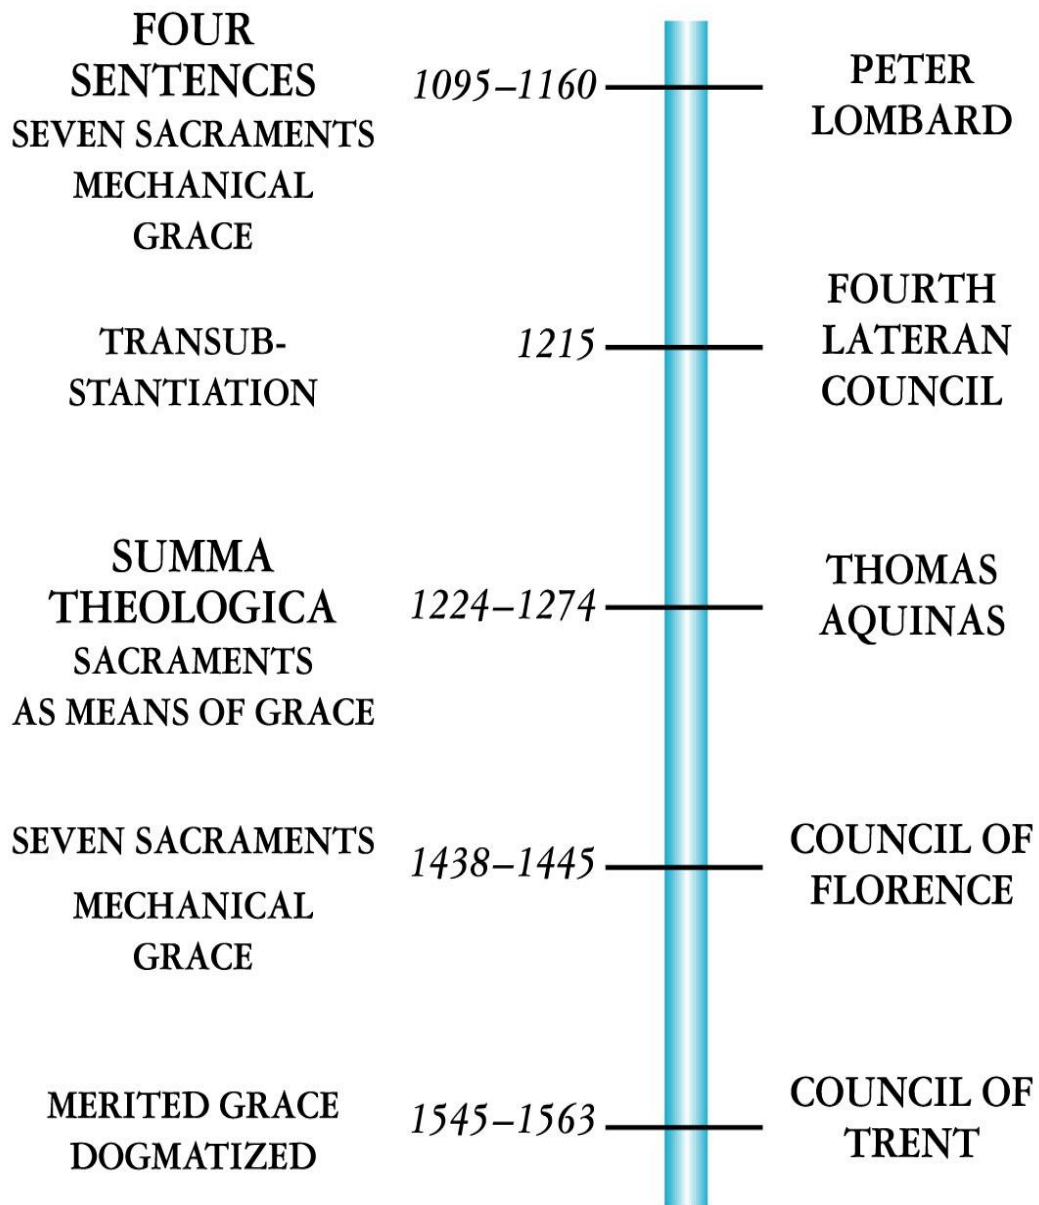 FOUR
SENTENCES
SEVEN SACRAMENTS
MECHANICAL
GRACE
1095–1160
PETER
LOMBARD
TRANSUB-
STANTIATION
1215
FOURTH
LATERAN
COUNCIL
SUMMA
THEOLOGICA
SACRAMENTS
AS MEANS OF GRACE
1224–1274
THOMAS
AQUINAS
SEVEN SACRAMENTS
MECHANICAL
GRACE
1438–1445
COUNCIL OF
FLORENCE
MERITED GRACE
DOGMATIZED
1545–1563
COUNCIL OF
TRENT